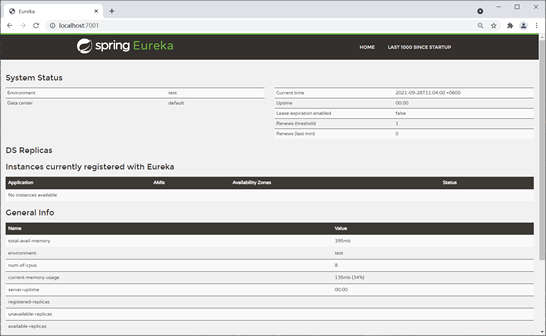 Eureka
localhost:7001
spring Eureka
HOME LAST 1000 SINCE STARTUP
System Status
Environment test
Data center default
Current time 2021-09-28T11:04:00 +0800
Uptime 00:00
Lease expiration enabled false
Renews threshold 1
Renews (last min) 0
DS Replicas
Instances currently registered with Eureka
Application AMIs Availability Zones Status
No instances available
General Info
Name Value
total-avail-memory 395mb
environment test
num-of-cpus 8
current-memory-usage 135mb (34%)
server-uptime 00:00
registered-replicas
unavailable-replicas
available-replicas